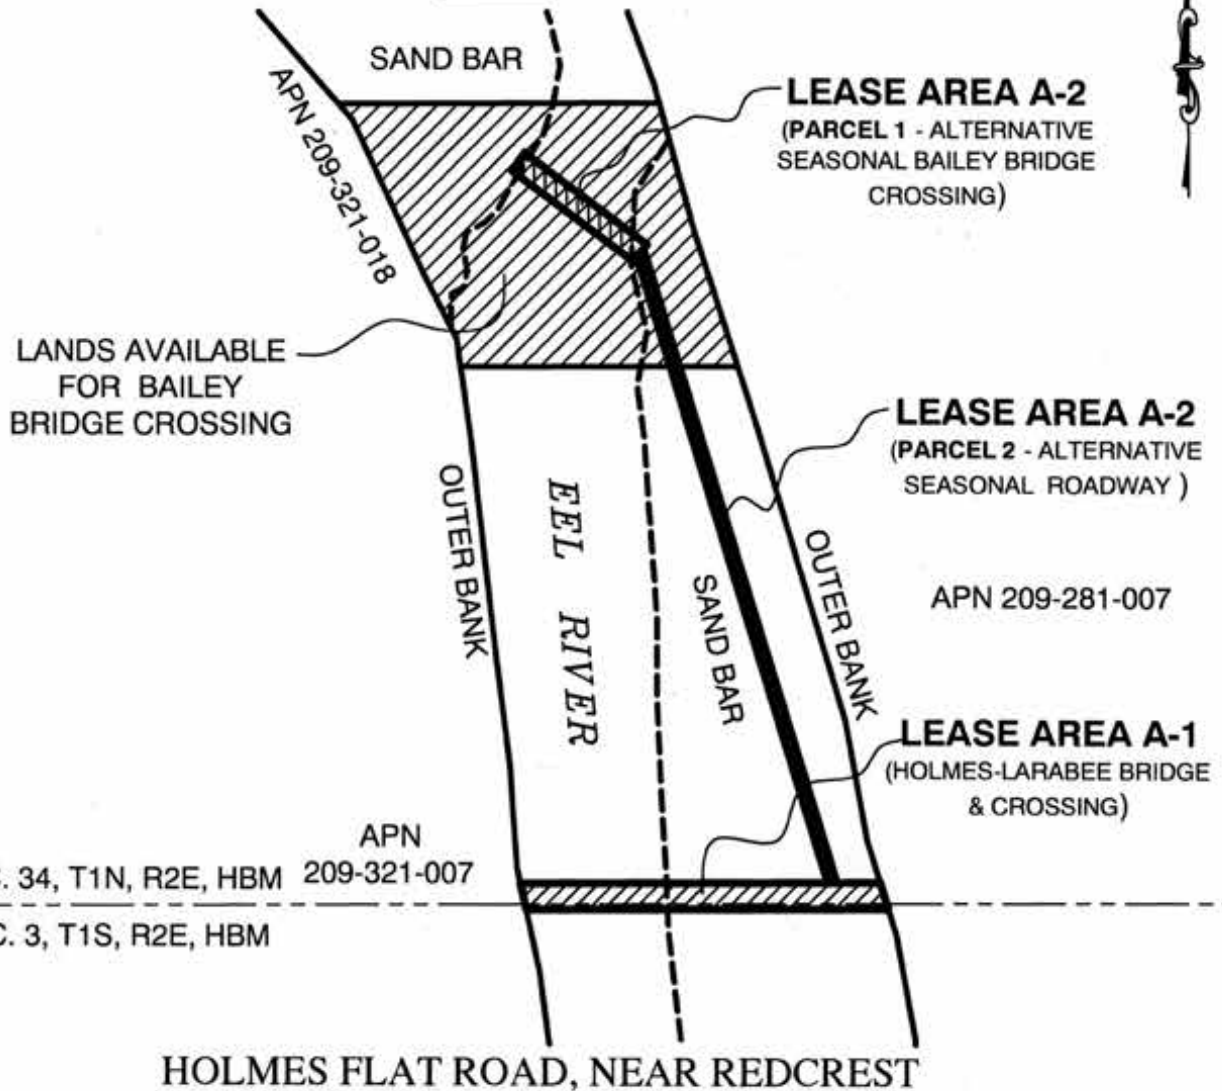 SAND BAR
APN 209-321-018
LEASE AREA A-2
(PARCEL 1 - ALTERNATIVE
SEASONAL BAILEY BRIDGE
CROSSING)
LANDS AVAILABLE
FOR BAILEY
BRIDGE CROSSING
LEASE AREA A-2
(PARCEL 2 - ALTERNATIVE
SEASONAL ROADWAY )
OUTER BANK
EEL RIVER
SAND BAR
OUTER BANK
APN 209-281-007
LEASE AREA A-1
(HOLMES-LARABEE BRIDGE
& CROSSING)
APN
209-321-007
C. 34, T1N, R2E, HBM
C. 3, T1S, R2E, HBM
HOLMES FLAT ROAD, NEAR REDCREST